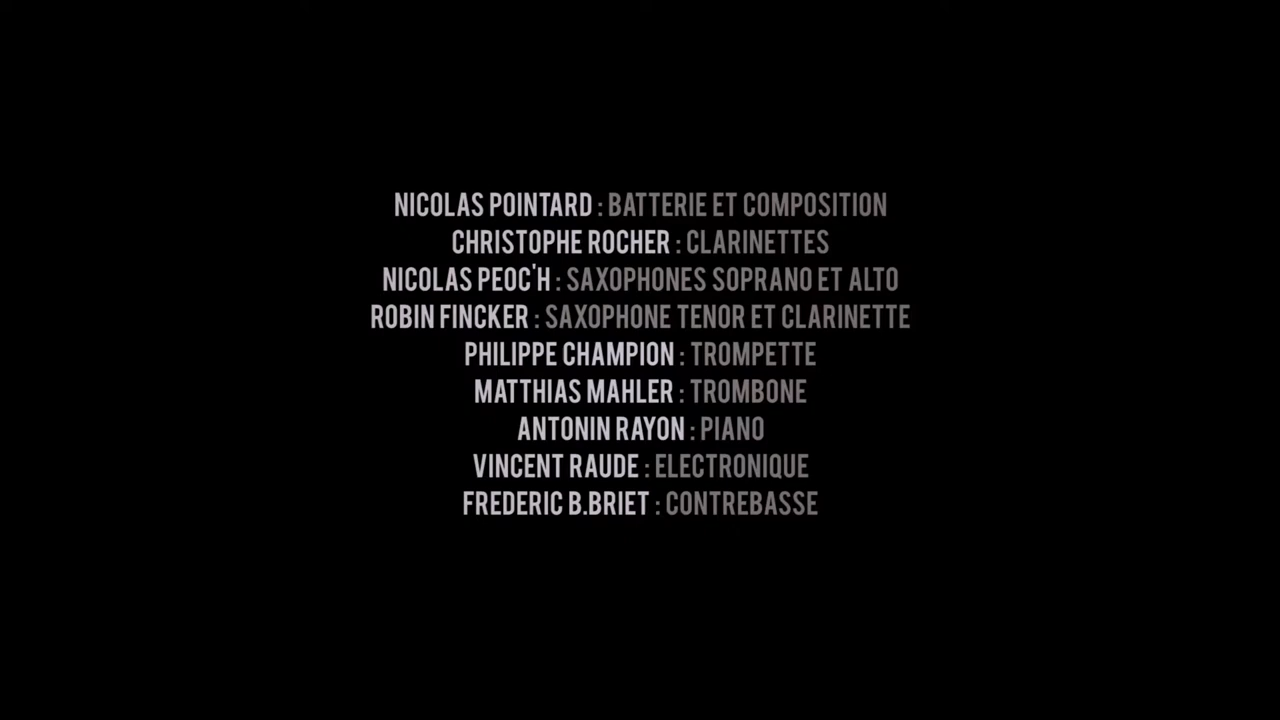 NICOLAS POINTARD : BATTERIE ET COMPOSITION
CHRISTOPHE ROCHER : CLARINETTES
NICOLAS PEOC'H : SAXOPHONES SOPRANO ET ALTO
ROBIN FINCKER : SAXOPHONE TENOR ET CLARINETTE
PHILIPPE CHAMPION : TROMPETTE
MATTHIAS MAHLER : TROMBONE
ANTONIN RAYON : PIANO
VINCENT RAUDE : ELECTRONIQUE
FREDERIC B.BRIET : CONTREBASSE